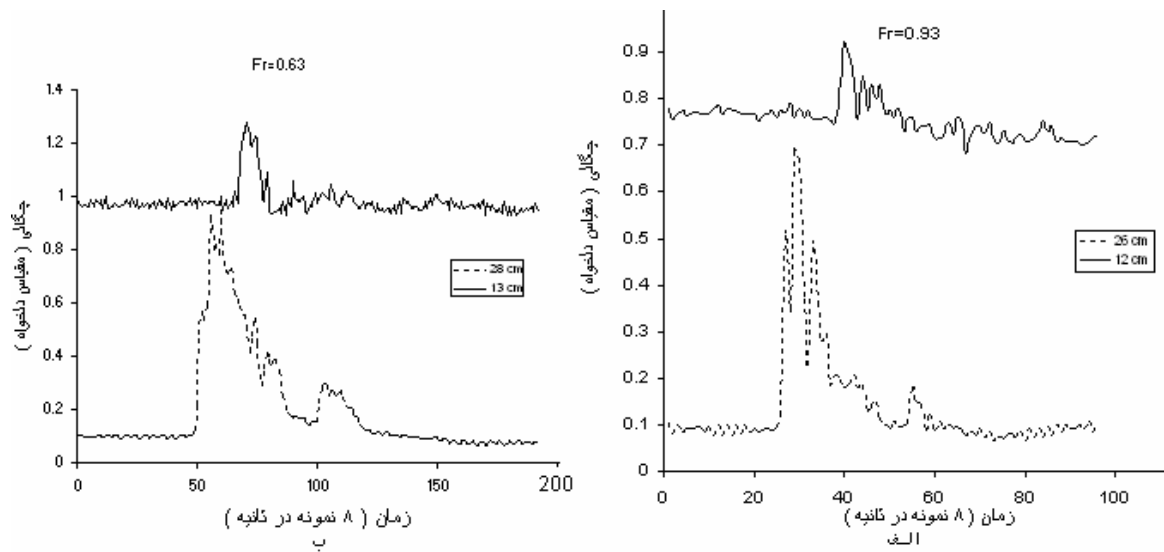 Fr=0.63
1.4
1.2
1
0.8
0.6
0.4
0.2
0
0 50 100 150 200
چگالی ( مقیاس دلخواه )
28 cm
13 cm
زمان ( ۸ نمونه در ثانیه )
ب
Fr=0.93
0.9
0.8
0.7
0.6
0.5
0.4
0.3
0.2
0.1
0
0 20 40 60 80 100
چگالی ( مقیاس دلخواه )
26 cm
12 cm
زمان ( ۸ نمونه در ثانیه )
الف